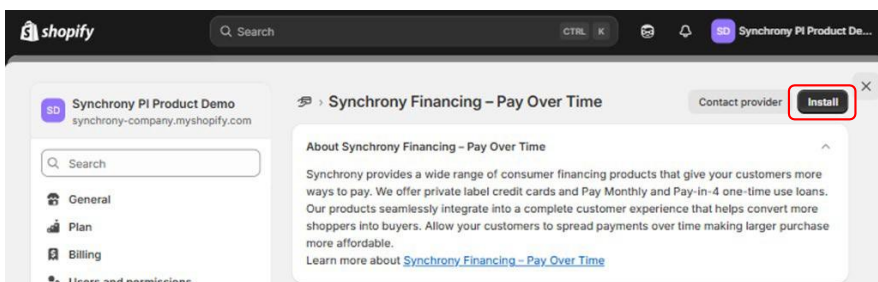 shopify
Search
CTRL K
SD
Synchrony PI Product De...
SD
Synchrony PI Product Demo
synchrony-company.myshopify.com
Search
General
Plan
Billing
Users and permissions
› Synchrony Financing – Pay Over Time
Contact provider
Install
About Synchrony Financing – Pay Over Time
Synchrony provides a wide range of consumer financing products that give your customers more
ways to pay. We offer private label credit cards and Pay Monthly and Pay-in-4 one-time use loans.
Our products seamlessly integrate into a complete customer experience that helps convert more
shoppers into buyers. Allow your customers to spread payments over time making larger purchase
more affordable.
Learn more about Synchrony Financing – Pay Over Time